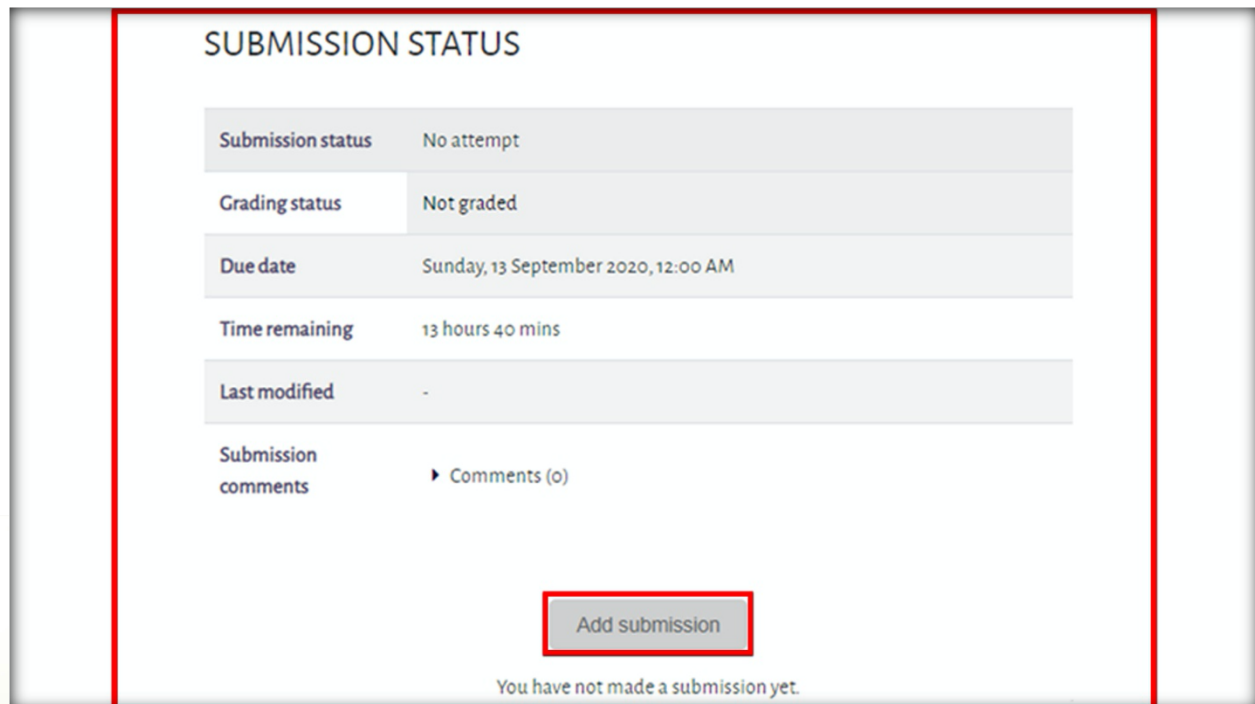 SUBMISSION STATUS
Submission status No attempt
Grading status Not graded
Due date Sunday, 13 September 2020, 12:00 AM
Time remaining 13 hours 40 mins
Last modified -
Submission
comments
Comments (0)
Add submission
You have not made a submission yet.